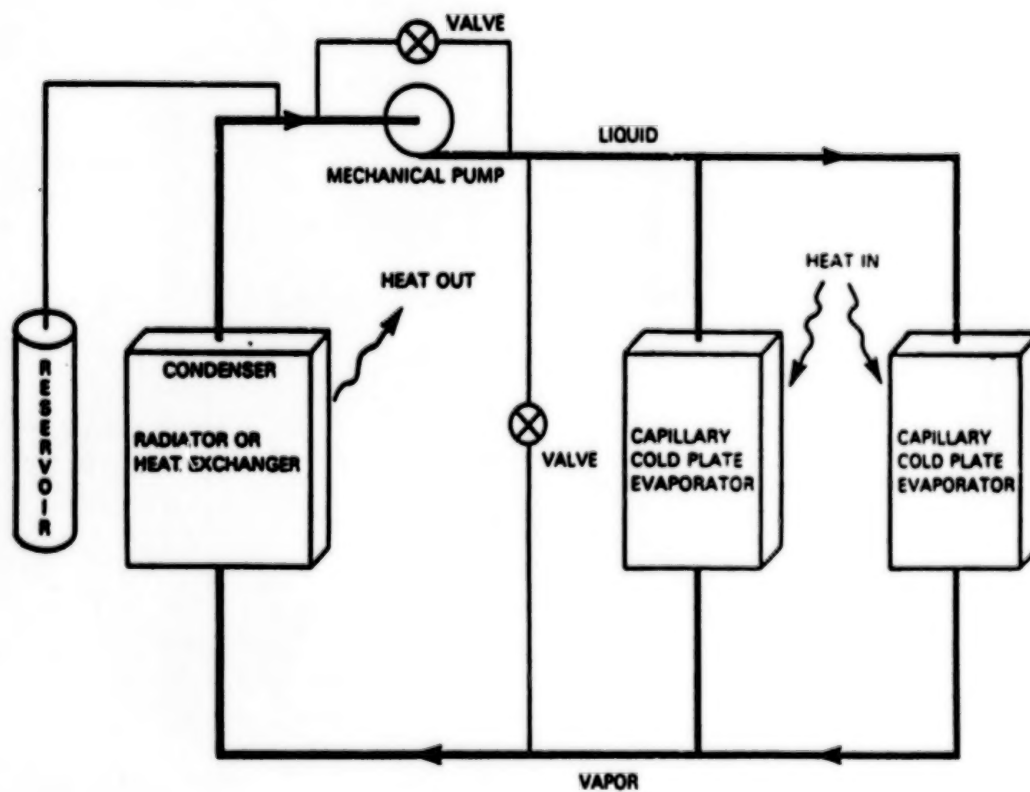 VALVE
MECHANICAL PUMP
LIQUID
HEAT OUT
HEAT IN
RESERVOIR
CONDENSER
RADIATOR OR
HEAT EXCHANGER
VALVE
CAPILLARY
COLD PLATE
EVAPORATOR
CAPILLARY
COLD PLATE
EVAPORATOR
VAPOR